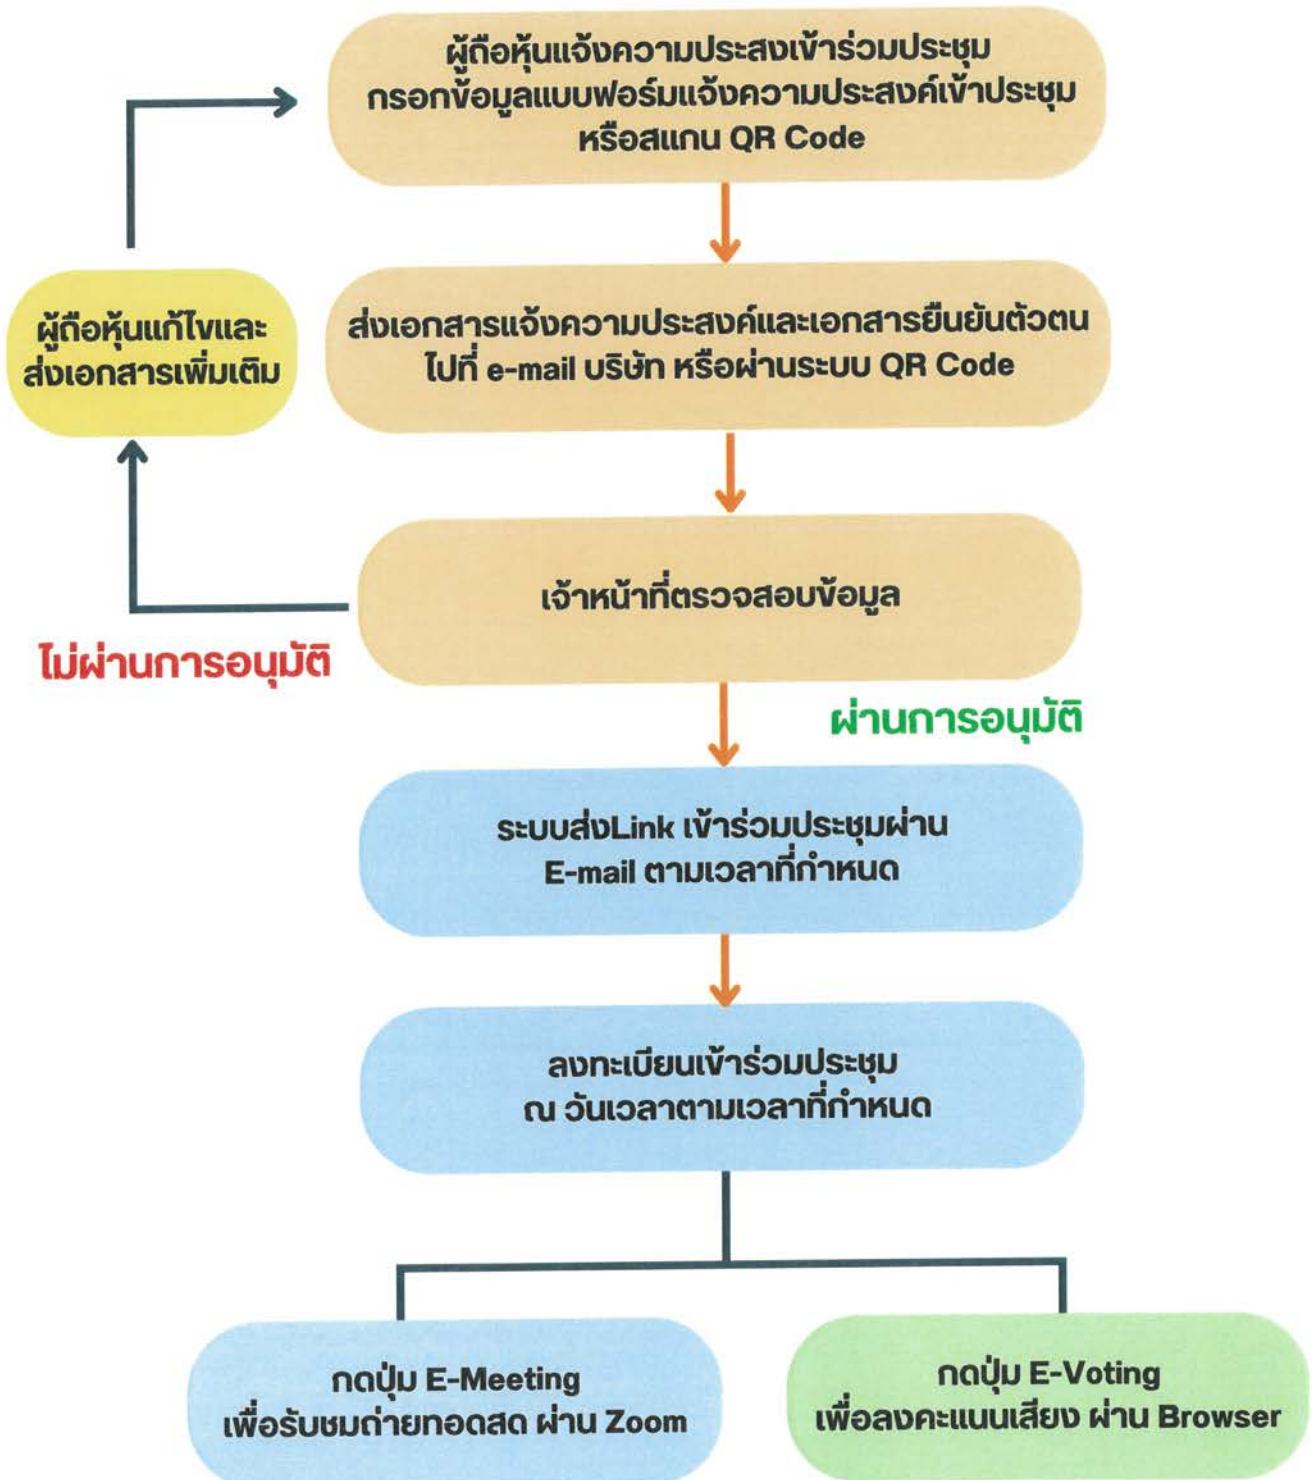 ผู้ถือหุ้นแจ้งความประสงเข้าร่วมประชุม
กรอกข้อมูลแบบฟอร์มแจ้งความประสงค์เข้าประชุม
หรือสแกน QR Code
ผู้ถือหุ้นแก้ไขและ
ส่งเอกสารเพิ่มเติม
ส่งเอกสารแจ้งความประสงค์และเอกสารยืนยันตัวตน
ไปที่ e-mail บริษัท หรือผ่านระบบ QR Code
เจ้าหน้าที่ตรวจสอบข้อมูล
ไม่ผ่านการอนุมัติ
ผ่านการอนุมัติ
ระบบส่งLink เข้าร่วมประชุมผ่าน
E-mail ตามเวลาที่กำหนด
ลงทะเบียนเข้าร่วมประชุม
ณ วันเวลาตามเวลาที่กำหนด
กดปุ่ม E-Meeting
เพื่อรับชมถ่ายทอดสด ผ่าน Zoom
กดปุ่ม E-Voting
เพื่อลงคะแนนเสียง ผ่าน Browser